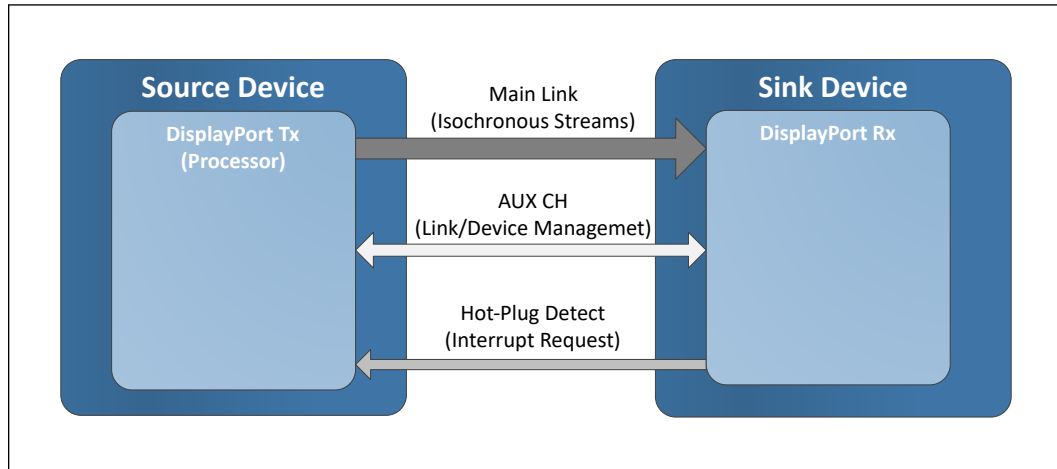 Source Device
DisplayPort Tx
(Processor)
Main Link
(Isochronous Streams)
AUX CH
(Link/Device Managemet)
Hot-Plug Detect
(Interrupt Request)
Sink Device
DisplayPort Rx